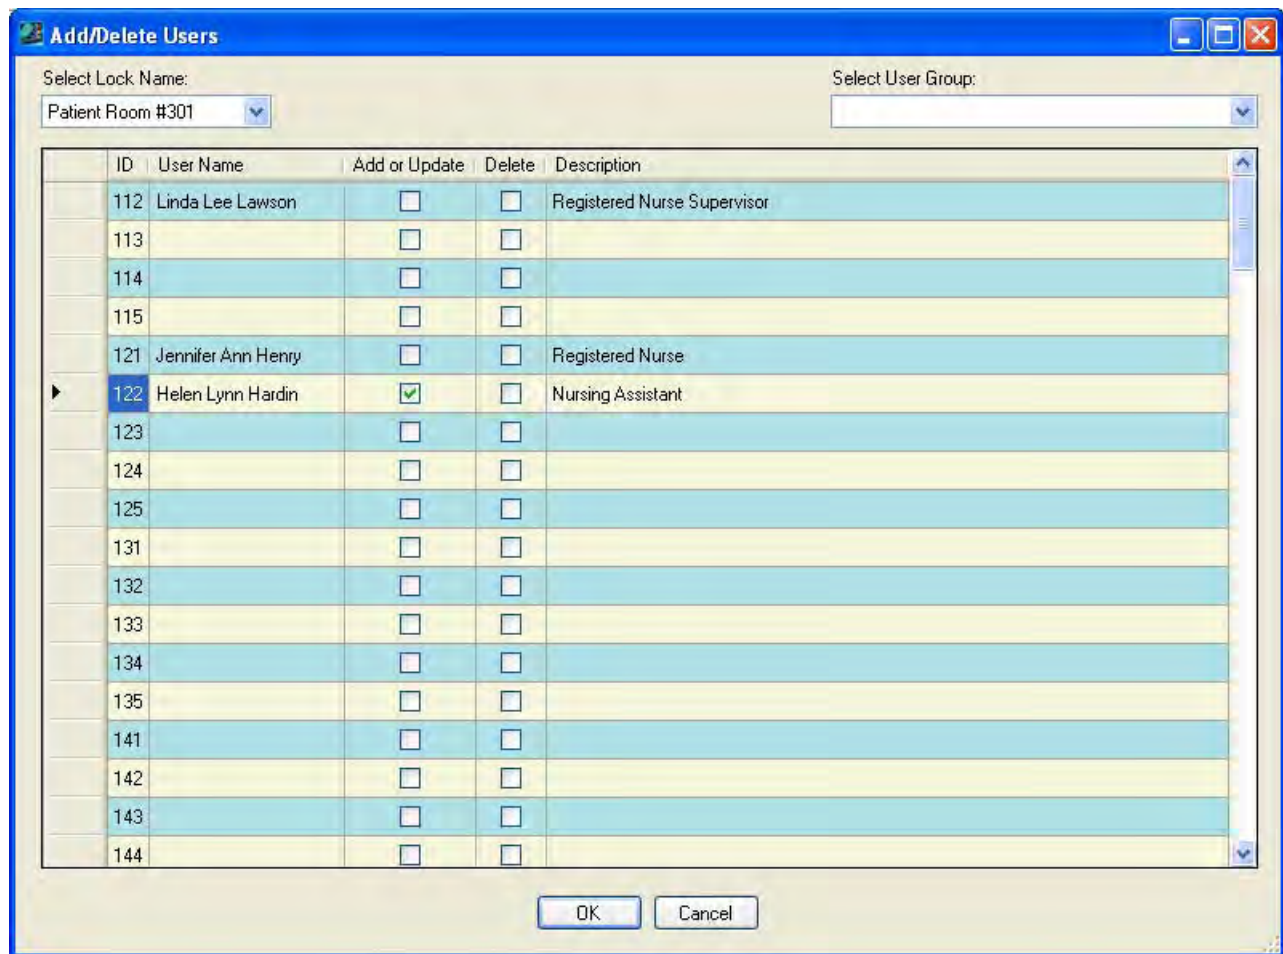 Add/Delete Users
Select Lock Name:
Select User Group:
Patient Room #301
ID User Name Add or Update Delete Description
112 Linda Lee Lawson Registered Nurse Supervisor
113
114
115
121 Jennifer Ann Henry Registered Nurse
122 Helen Lynn Hardin Nursing Assistant
123
124
125
131
132
133
134
135
141
142
143
144
OK Cancel